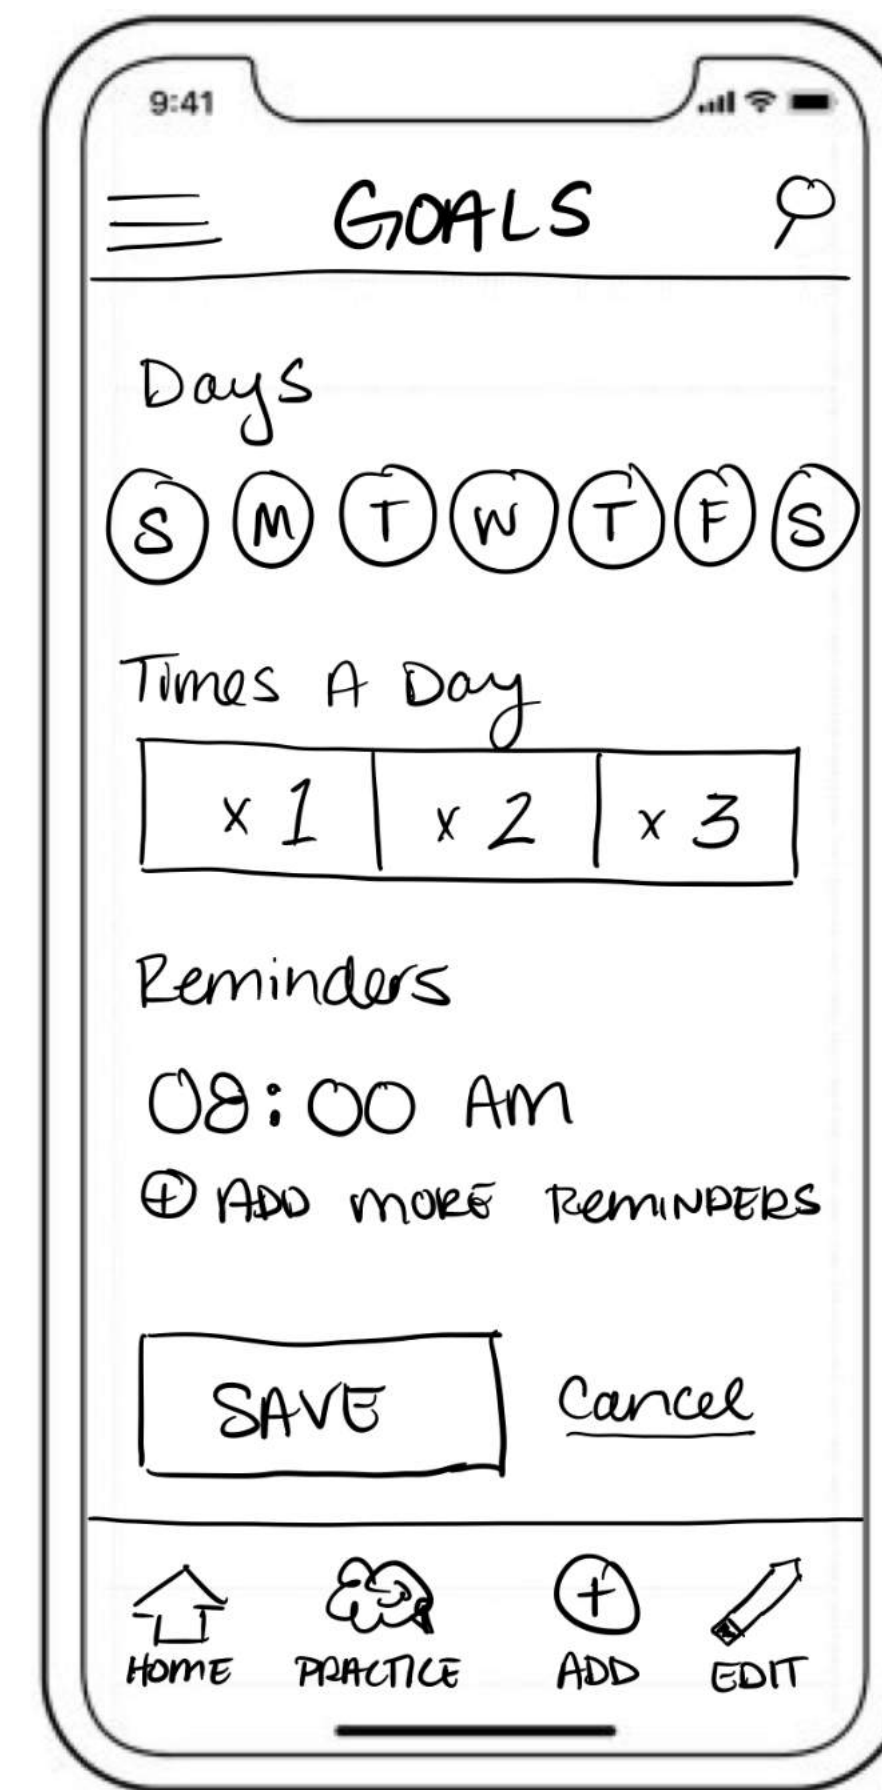 9:41
GOALS
Days
S M T W T F S
Times A Day
x 1 x 2 x 3
Reminders
08:00 AM
+ ADD MORE REMINDERS
SAVE Cancel
HOME PRACTICE ADD EDIT